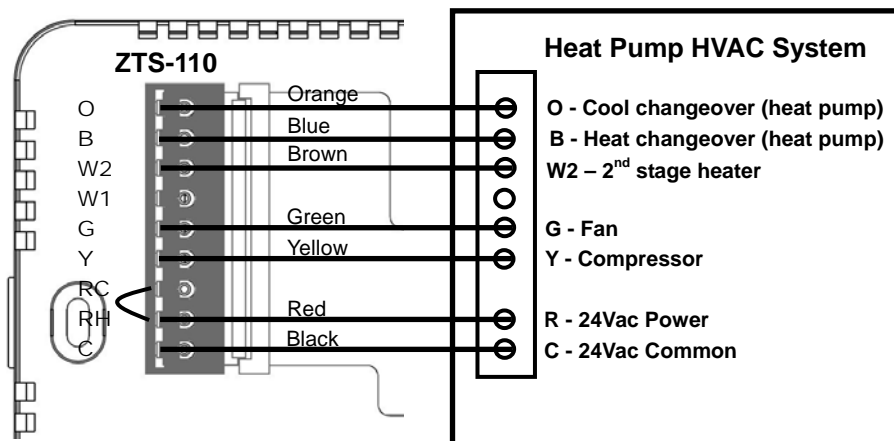 Heat Pump HVAC System
ZTS-110
O Orange O - Cool changeover (heat pump)
B Blue B - Heat changeover (heat pump)
W2 Brown W2 – 2nd stage heater
W1
G Green G - Fan
Y Yellow Y - Compressor
RC
RH Red R - 24Vac Power
C Black C - 24Vac Common